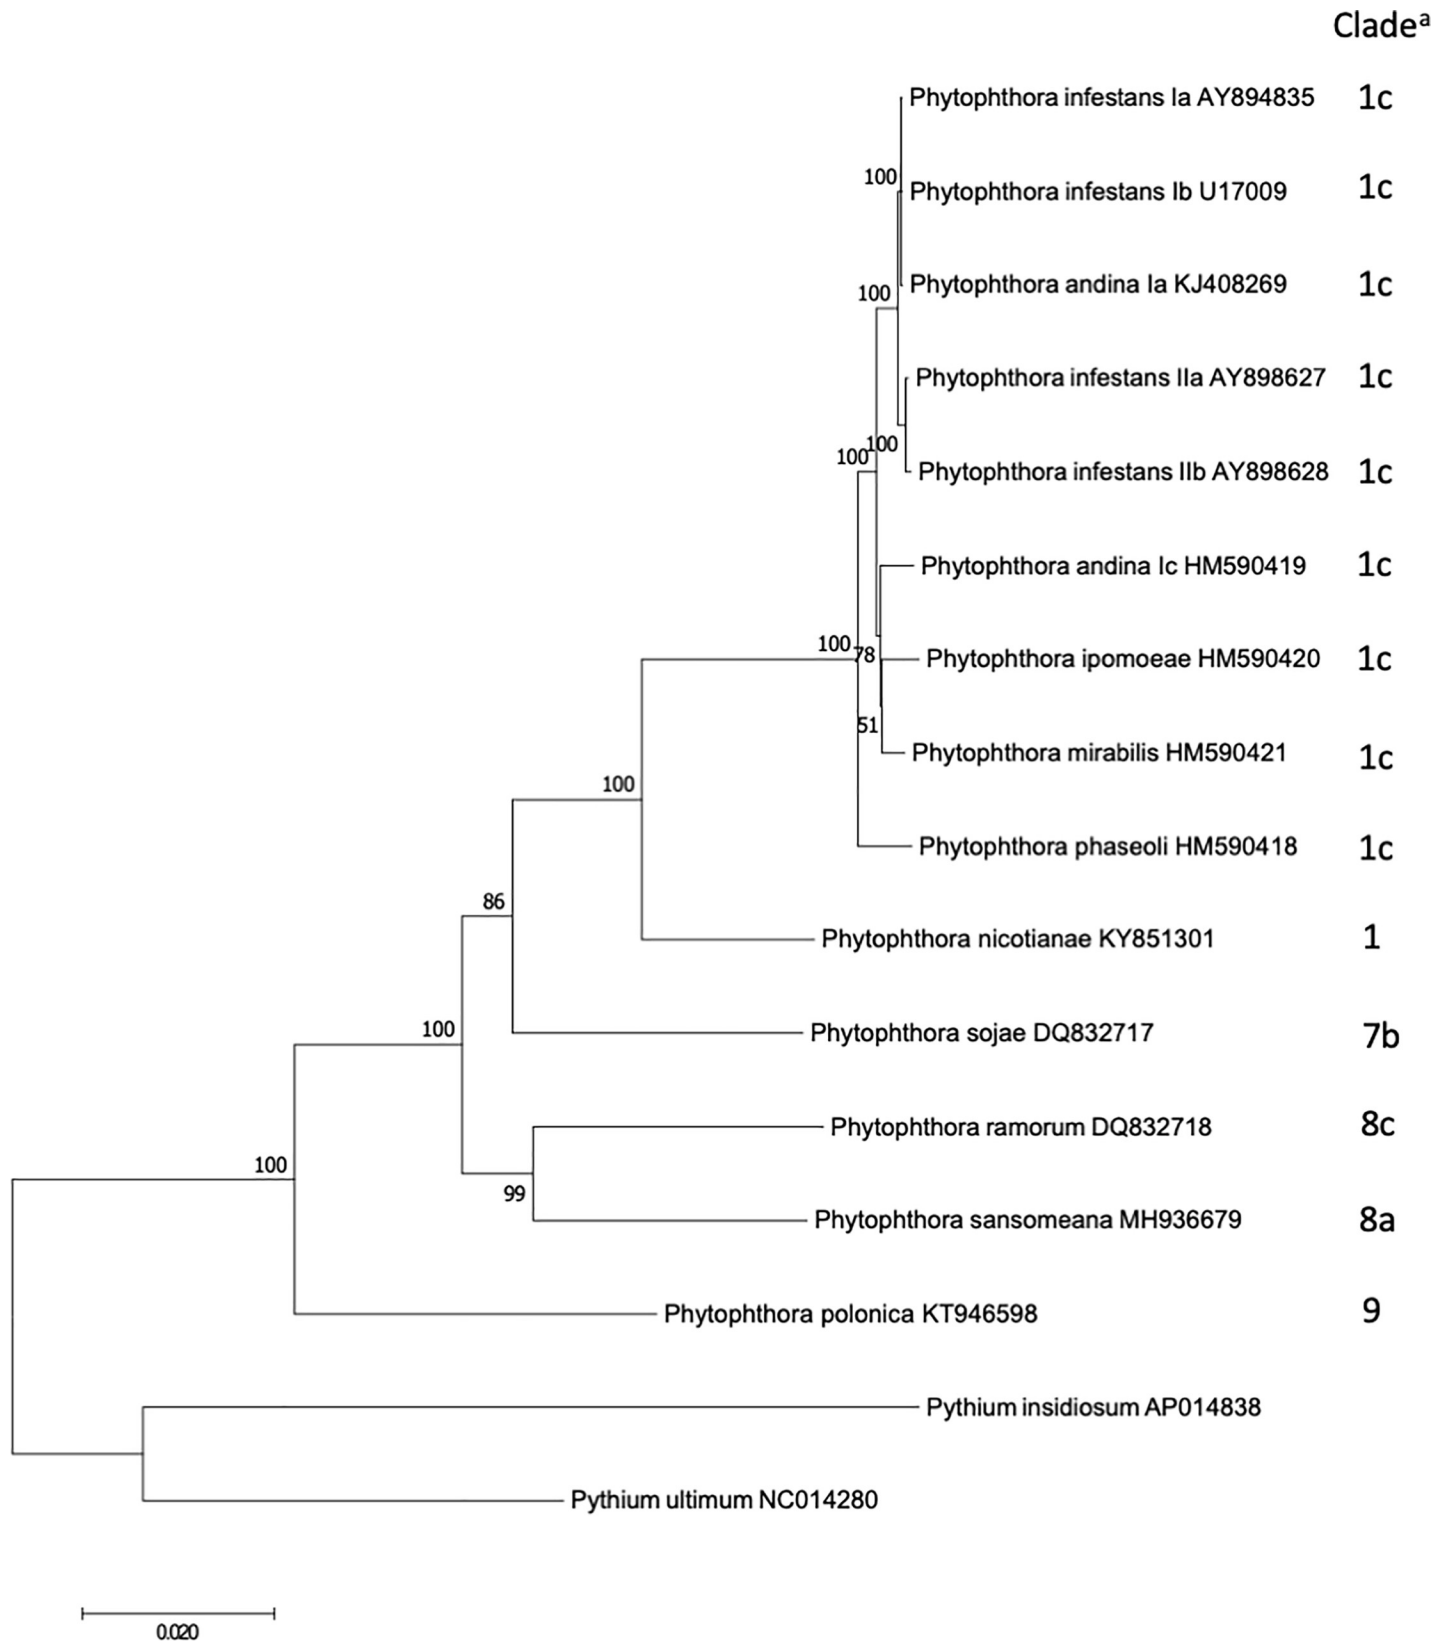 Cladeᵃ
Phytophthora infestans Ia AY894835 1c
100
Phytophthora infestans Ib U17009 1c
Phytophthora andina Ia KJ408269 1c
100
Phytophthora infestans IIa AY898627 1c
100
100
Phytophthora infestans IIb AY898628 1c
Phytophthora andina Ic HM590419 1c
100
78
Phytophthora ipomoeae HM590420 1c
51
Phytophthora mirabilis HM590421 1c
100
Phytophthora phaseoli HM590418 1c
86
Phytophthora nicotianae KY851301 1
100
Phytophthora sojae DQ832717 7b
Phytophthora ramorum DQ832718 8c
100
99
Phytophthora sansomeana MH936679 8a
Phytophthora polonica KT946598 9
Pythium insidiosum AP014838
Pythium ultimum NC014280
0.020